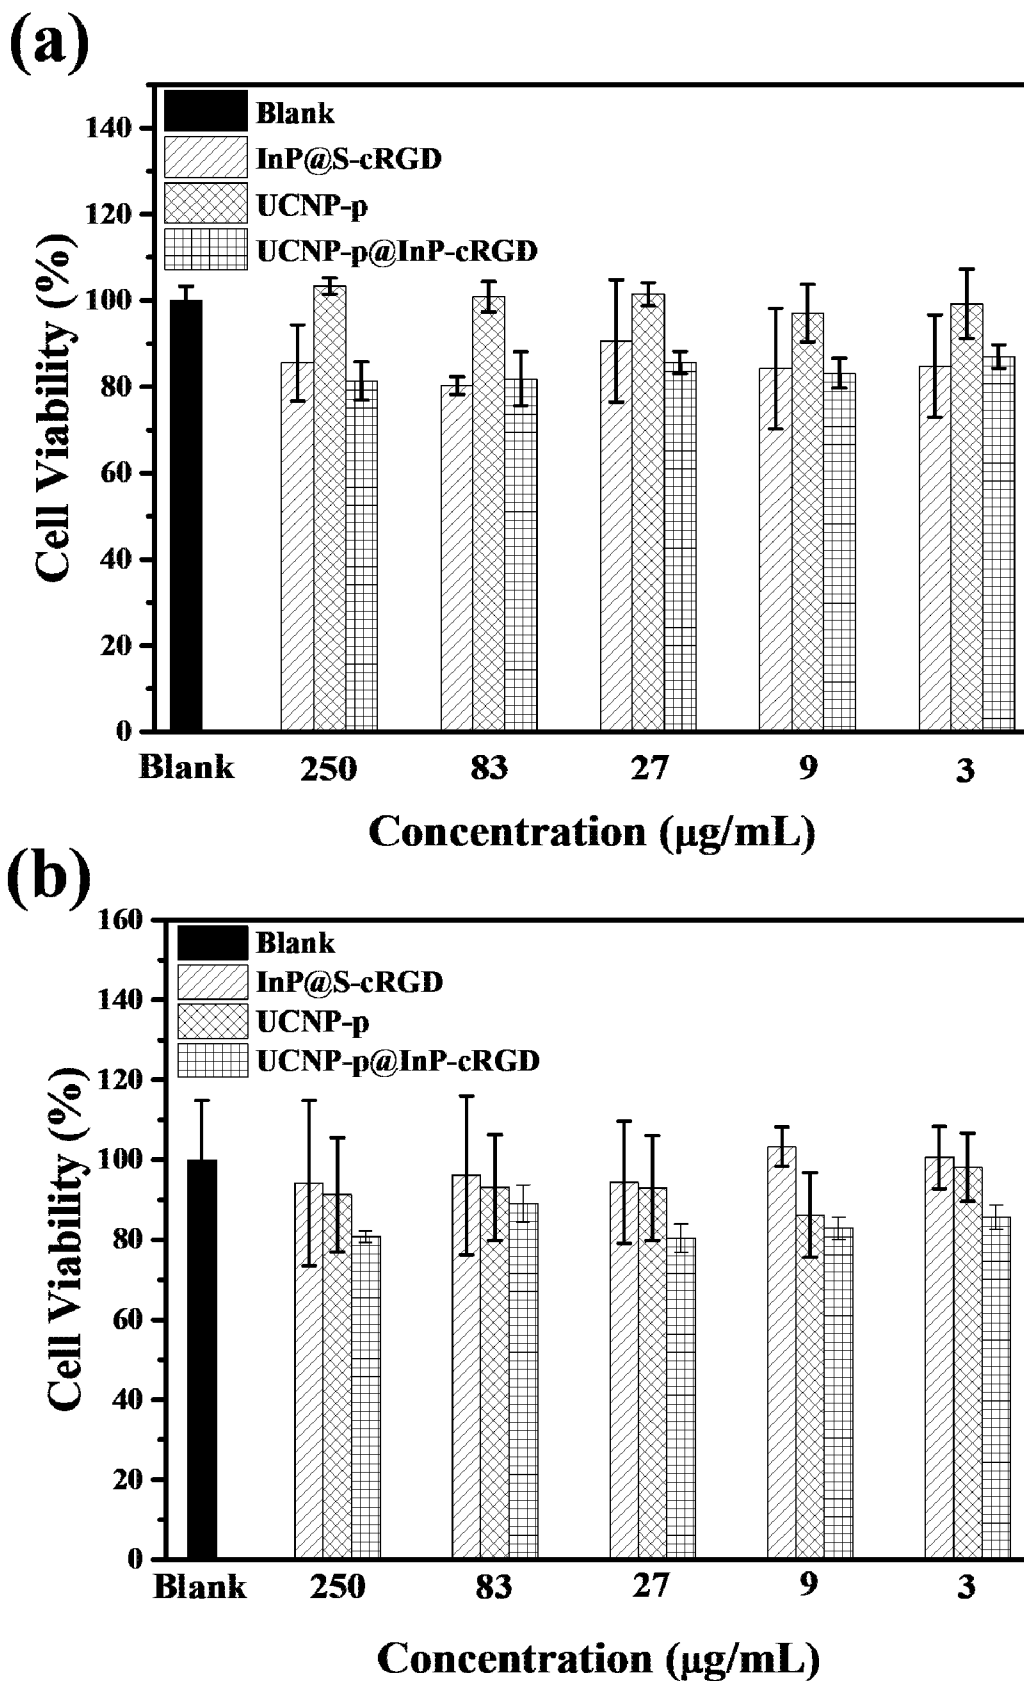 (a)
140
120
100
80
60
40
20
0
Cell Viability (%)
Blank
InP@S-cRGD
UCNP-p
UCNP-p@InP-cRGD
Blank 250 83 27 9 3
Concentration (μg/mL)
(b)
160
140
120
100
80
60
40
20
0
Cell Viability (%)
Blank
InP@S-cRGD
UCNP-p
UCNP-p@InP-cRGD
Blank 250 83 27 9 3
Concentration (μg/mL)